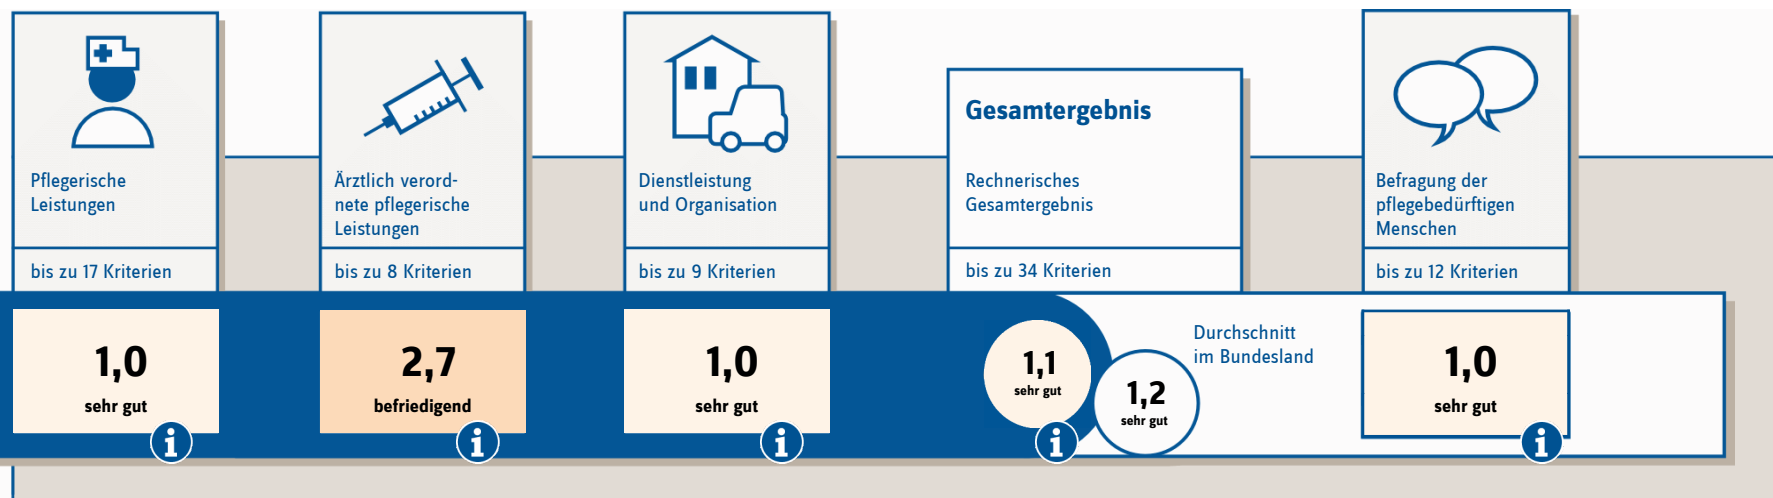 Pflegerische
Leistungen
bis zu 17 Kriterien
1,0
sehr gut
i
Ärztlich verord-
nete pflegerische
Leistungen
bis zu 8 Kriterien
2,7
befriedigend
i
Dienstleistung
und Organisation
bis zu 9 Kriterien
1,0
sehr gut
i
Gesamtergebnis
Rechnerisches
Gesamtergebnis
bis zu 34 Kriterien
1,1
sehr gut
i
1,2
sehr gut
Durchschnitt
im Bundesland
Befragung der
pflegebedürftigen
Menschen
bis zu 12 Kriterien
1,0
sehr gut
i